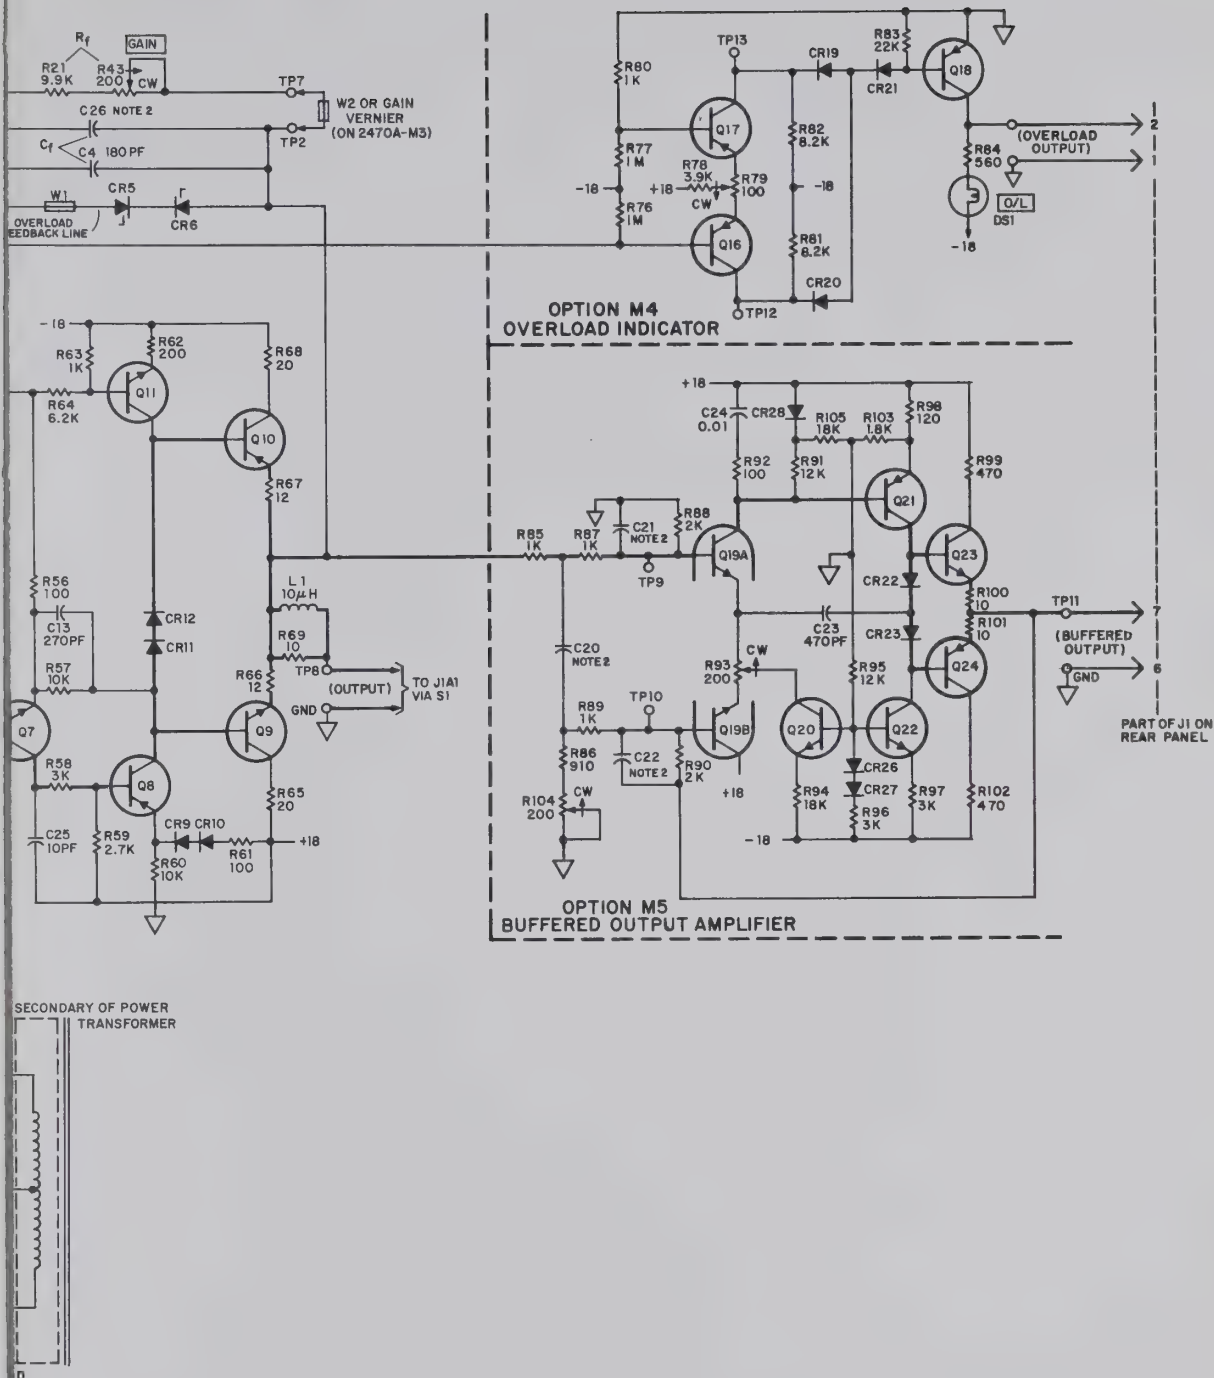 Rf
GAIN
R21
9.9K
R43
200
CW
TP7
C26 NOTE 2
W2 OR GAIN
VERNIER
(ON 2470A-M3)
TP2
Cf
C4 180PF
W1
CR5
CR6
OVERLOAD
EEDBACK LINE
TP13
R80
1K
CR19
R83
22K
Q18
CR21
Q17
R82
8.2K
2
(OVERLOAD
OUTPUT)
1
R77
1M
R78
3.9K
R79
100
R84
560
-18
+18
-18
CW
R76
1M
O/L
DS1
Q16
R81
8.2K
-18
CR20
TP12
OPTION M4
OVERLOAD INDICATOR
-18
R63
1K
R62
200
R68
20
Q11
R64
6.2K
Q10
R67
12
+18
C24
0.01
CR28
R105
18K
R103
1.8K
R98
120
R92
100
R91
12K
R99
470
Q21
R85
1K
R87
1K
C21
NOTE 2
R88
2K
Q19A
Q23
TP9
R56
100
L1
10µH
CR22
R100
10
TP11
7
C13
270PF
CR12
CR11
R69
10
C23
470PF
CR23
R101
10
(BUFFERED
OUTPUT)
C20
NOTE 2
R93
200
CW
R95
12K
Q24
6
GND
R57
10K
R66
12
TP8
(OUTPUT)
TO J1A1
VIA S1
GND
Q7
Q9
R89
1K
TP10
Q19B
Q20
Q22
PART OF J1 ON
REAR PANEL
R58
3K
Q8
R86
910
C22
NOTE 2
R90
2K
+18
CR26
CR27
R65
20
R104
200
CW
R94
18K
R96
3K
R97
3K
R102
470
C25
10PF
R59
2.7K
CR9 CR10
R61
100
+18
-18
R60
10K
OPTION M5
BUFFERED OUTPUT AMPLIFIER
SECONDARY OF POWER
TRANSFORMER